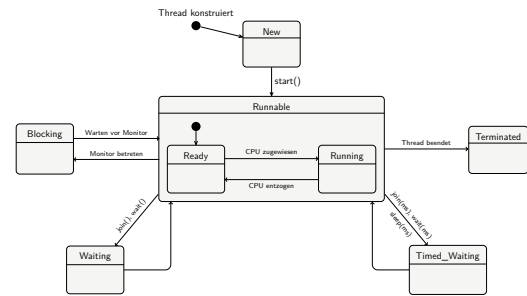 Thread konstruiert
New
start()
Runnable
Blocking
Warten vor Monitor
Monitor betreten
Ready
CPU zugewiesen
CPU entzogen
Running
Thread beendet
Terminated
join(), wait()
join(ms), wait(ms)
sleep(ms)
Waiting
Timed_Waiting